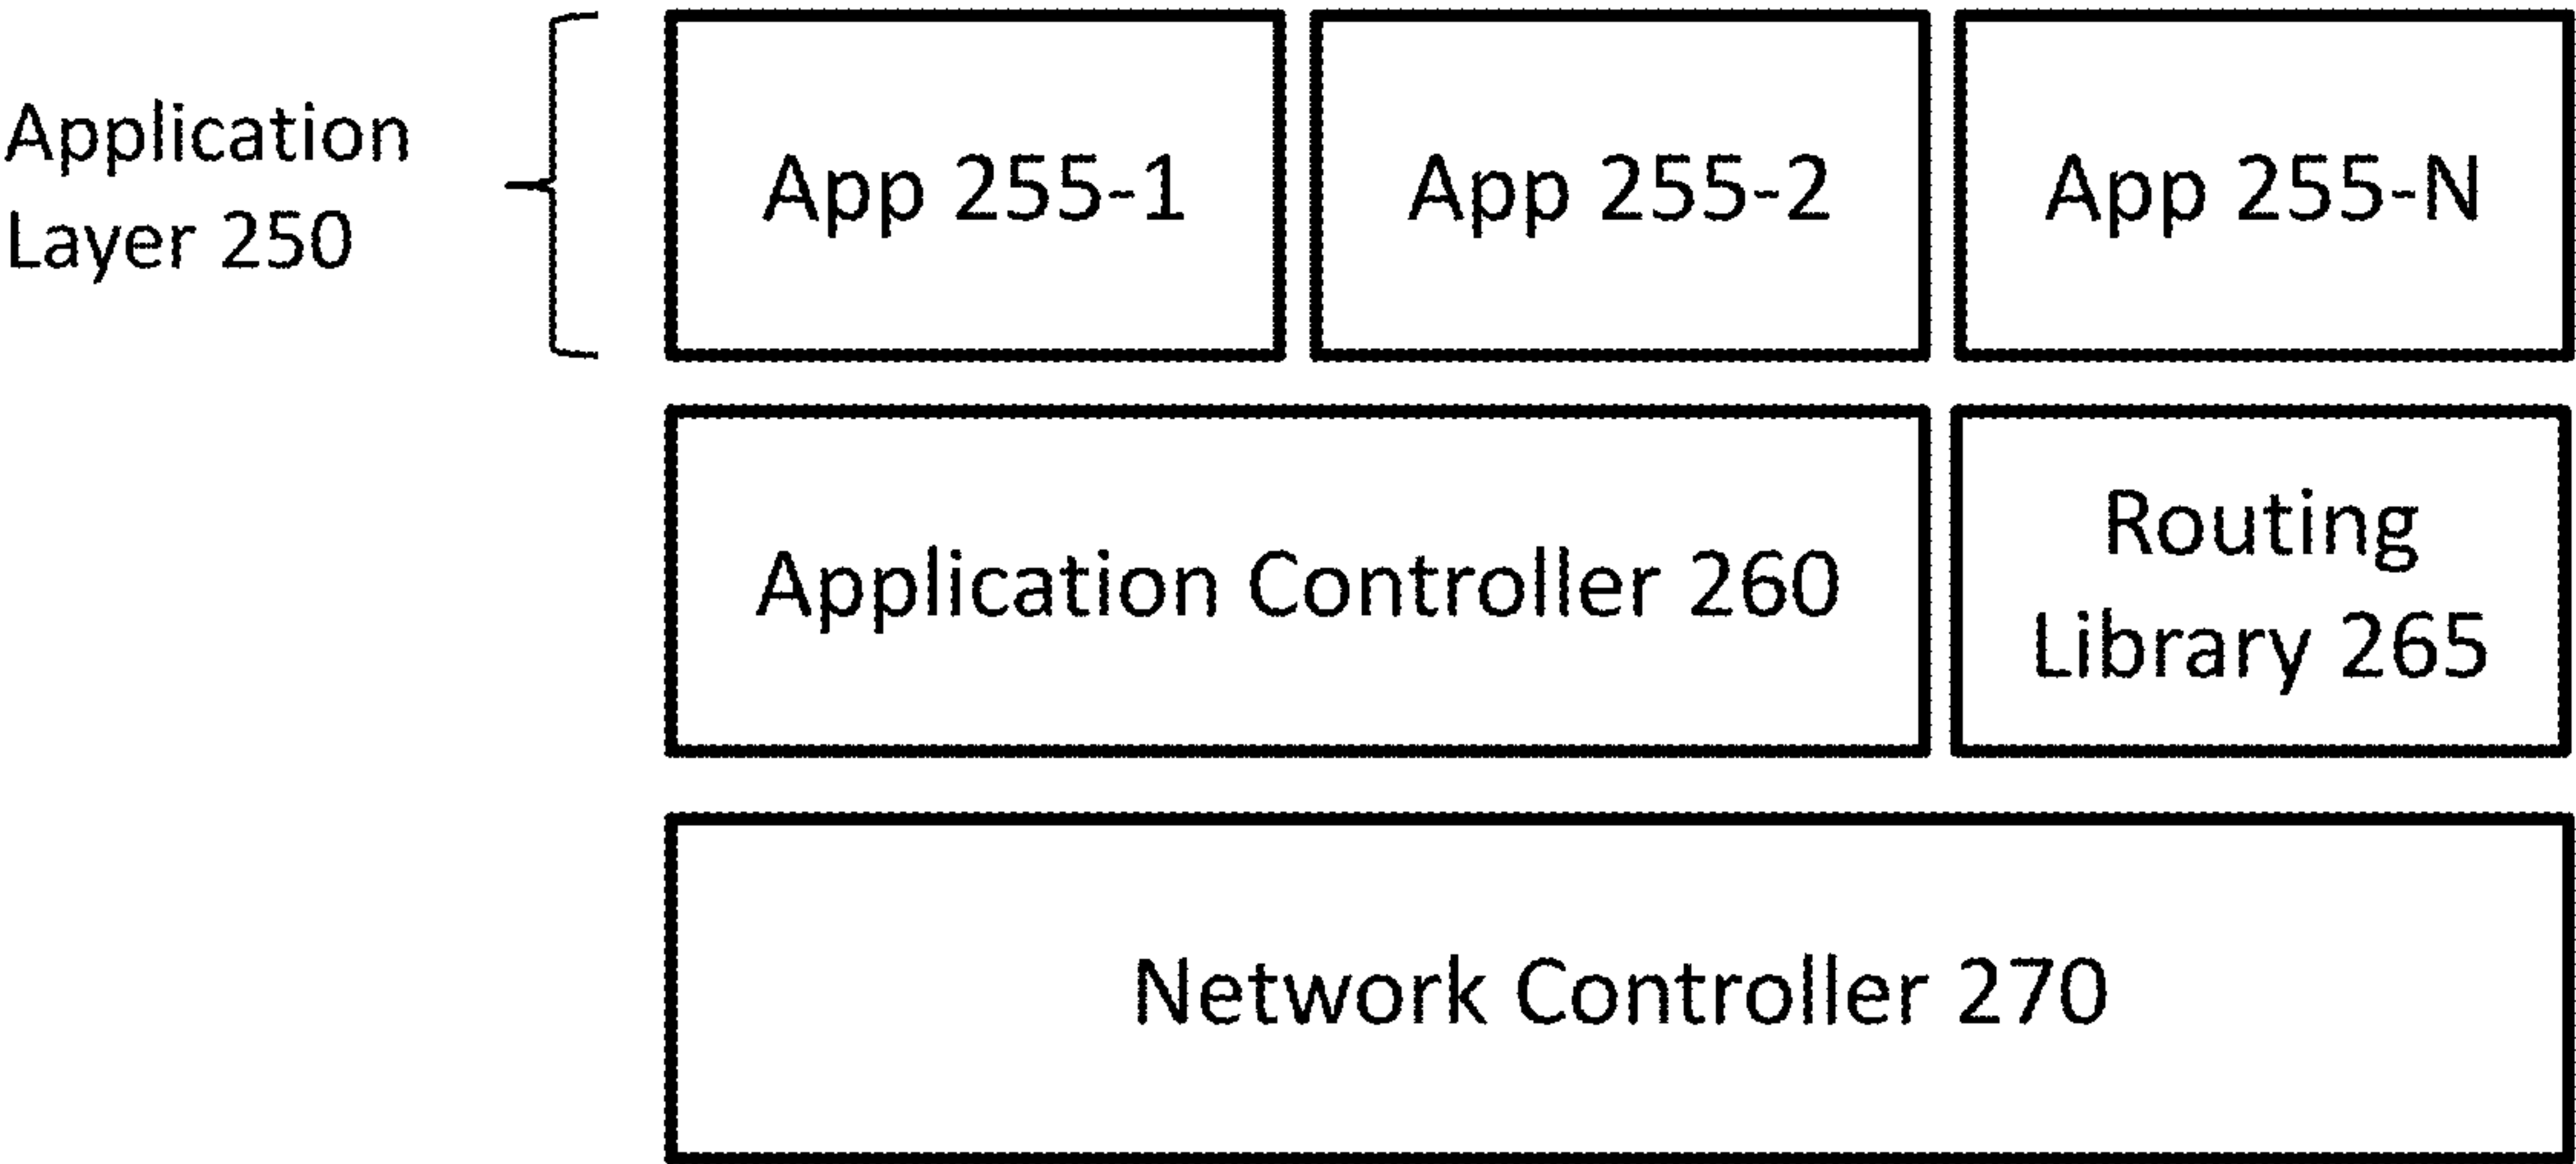 Application
Layer 250
App 255-1
App 255-2
App 255-N
Application Controller 260
Routing
Library 265
Network Controller 270